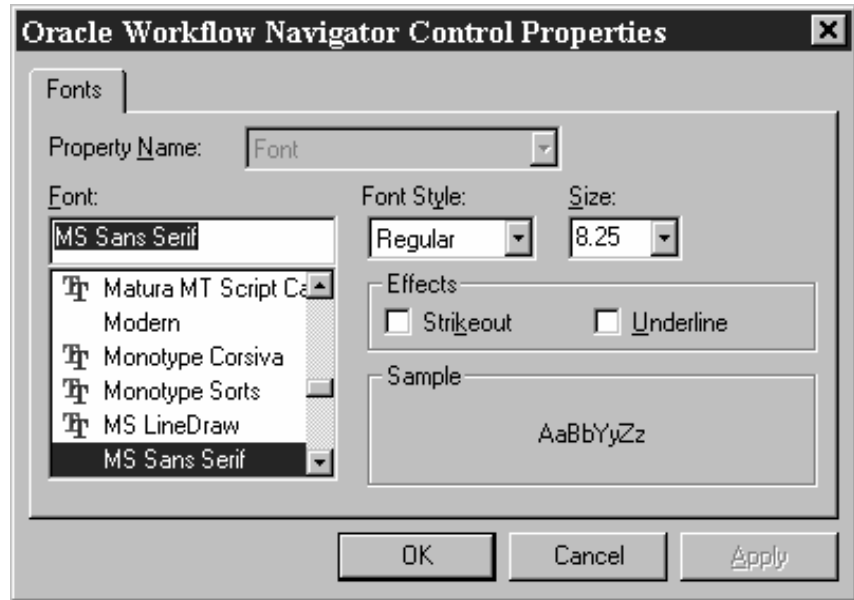 Oracle Workflow Navigator Control Properties
Fonts
Property Name: Font
Font: Font Style: Size:
MS Sans Serif Regular 8.25
Matura MT Script Ca
Modern
Monotype Corsiva
Monotype Sorts
MS LineDraw
MS Sans Serif
Effects
Strikeout Underline
Sample
AaBbYyZz
OK Cancel Apply